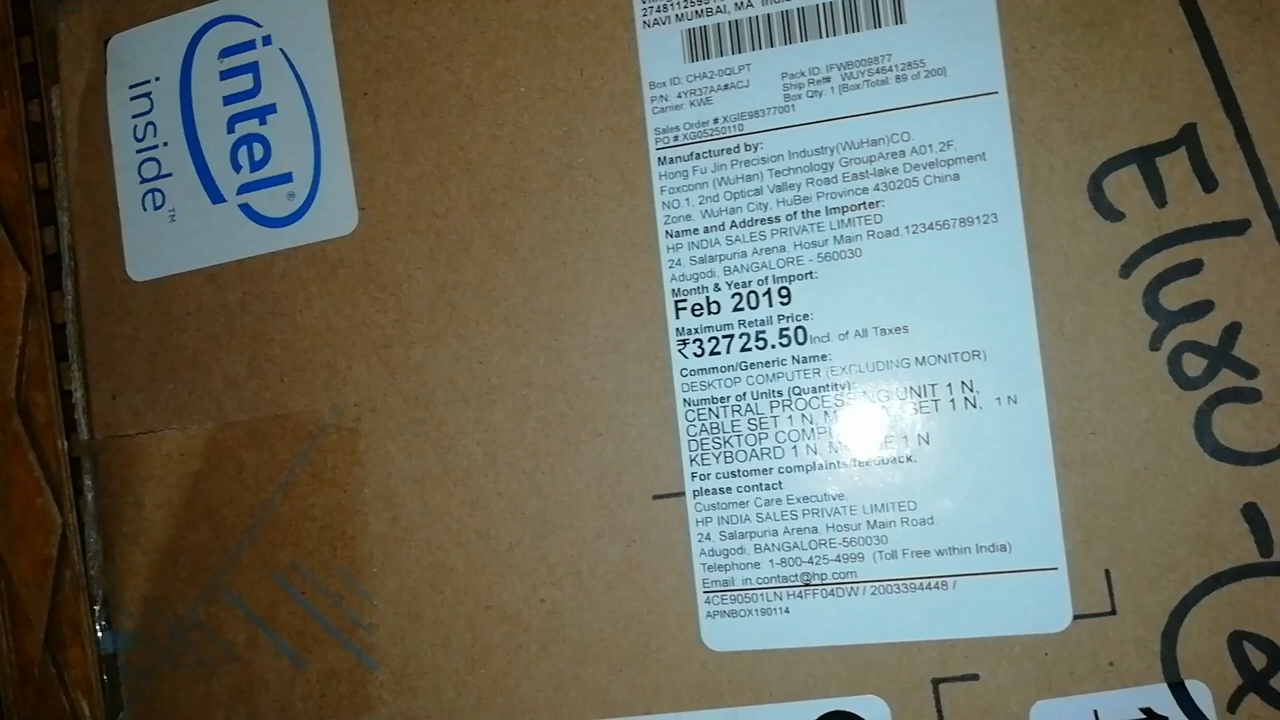 intel®
inside™
NAVI MUMBAI, MA
Box ID: CHA2-0QLPT
Pack ID: IFWB009877
P/N: 4YR37AA#ACJ
Ship Ref# WUYS46412855
Carrier: KWE
Box Qty: 1 [Box/Total: 89 of 200]
Sales Order #:XGIE98377001
PO #:XG05250110
Manufactured by:
Hong Fu Jin Precision Industry(WuHan)CO.
Foxconn (WuHan) Technology GroupArea A01,2F,
NO.1, 2nd Optical Valley Road East-lake Development
Zone, WuHan City, HuBei Province 430205 China
Name and Address of the Importer:
HP INDIA SALES PRIVATE LIMITED
24, Salarpuria Arena, Hosur Main Road,123456789123
Adugodi, BANGALORE - 560030
Month & Year of Import:
Feb 2019
Maximum Retail Price:
₹32725.50 Incl. of All Taxes
Common/Generic Name:
DESKTOP COMPUTER (EXCLUDING MONITOR)
Number of Units (Quantity):
CENTRAL PROCESSING UNIT 1 N,
CABLE SET 1 N, SET 1 N, 1 N
DESKTOP
KEYBOARD 1 N, 1 N
For customer complaints/feedback,
please contact
Customer Care Executive.
HP INDIA SALES PRIVATE LIMITED
24, Salarpuria Arena, Hosur Main Road.
Adugodi, BANGALORE-560030
Telephone: 1-800-425-4999 (Toll Free within India)
Email: in.contact@hp.com
4CE90501LN H4FF04DW / 2003394448 /
APINBOX190114